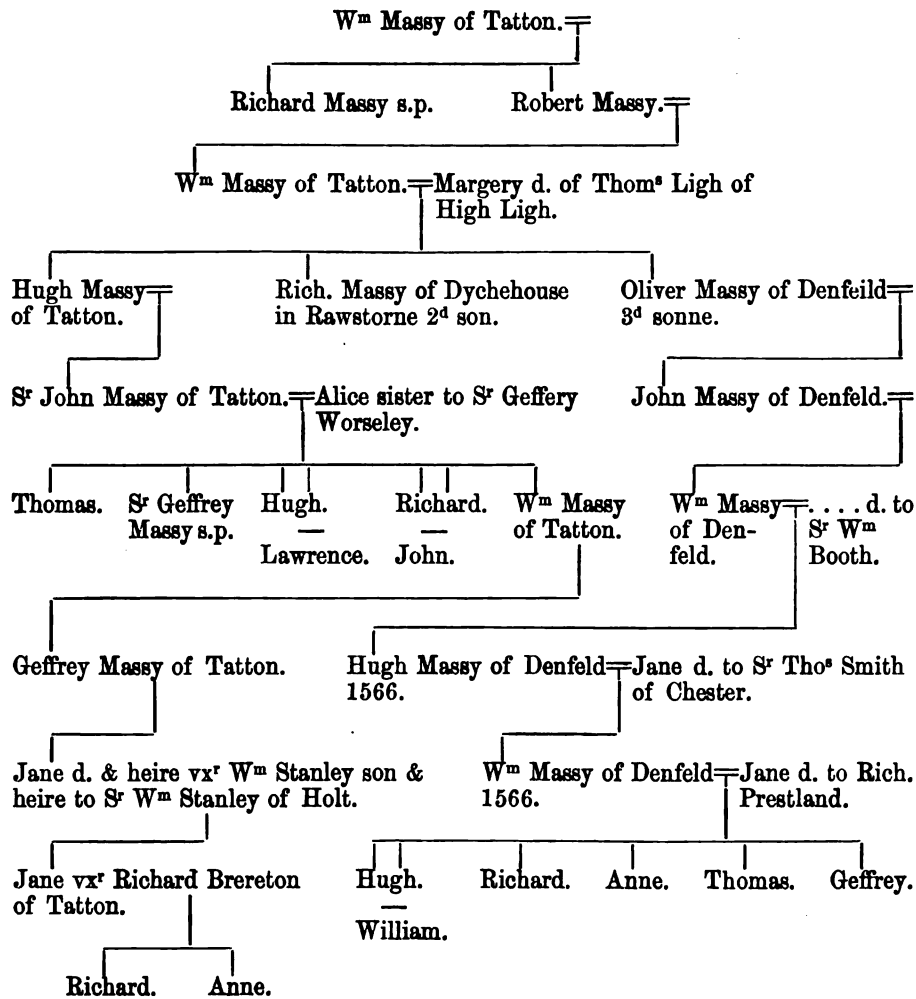 Wᵐ Massy of Tatton.
Richard Massy s.p. Robert Massy.
Wᵐ Massy of Tatton. Margery d. of Thomˢ Ligh of
High Ligh.
Hugh Massy
of Tatton.
Rich. Massy of Dychehouse
in Rawstorne 2ᵈ son.
Oliver Massy of Denfeild
3ᵈ sonne.
Sʳ John Massy of Tatton. Alice sister to Sʳ Geffery
Worseley.
John Massy of Denfeld.
Thomas.
Sʳ Geffrey
Massy s.p.
Hugh.
—
Lawrence.
Richard.
—
John.
Wᵐ Massy
of Tatton.
Wᵐ Massy
of Den-
feld.
. . . . d. to
Sʳ Wᵐ
Booth.
Geffrey Massy of Tatton.
Hugh Massy of Denfeld
1566.
Jane d. to Sʳ Thoˢ Smith
of Chester.
Jane d. & heire vxʳ Wᵐ Stanley son &
heire to Sʳ Wᵐ Stanley of Holt.
Wᵐ Massy of Denfeld
1566.
Jane d. to Rich.
Prestland.
Jane vxʳ Richard Brereton
of Tatton.
Hugh.
—
William.
Richard.
Anne.
Thomas.
Geffrey.
Richard. Anne.